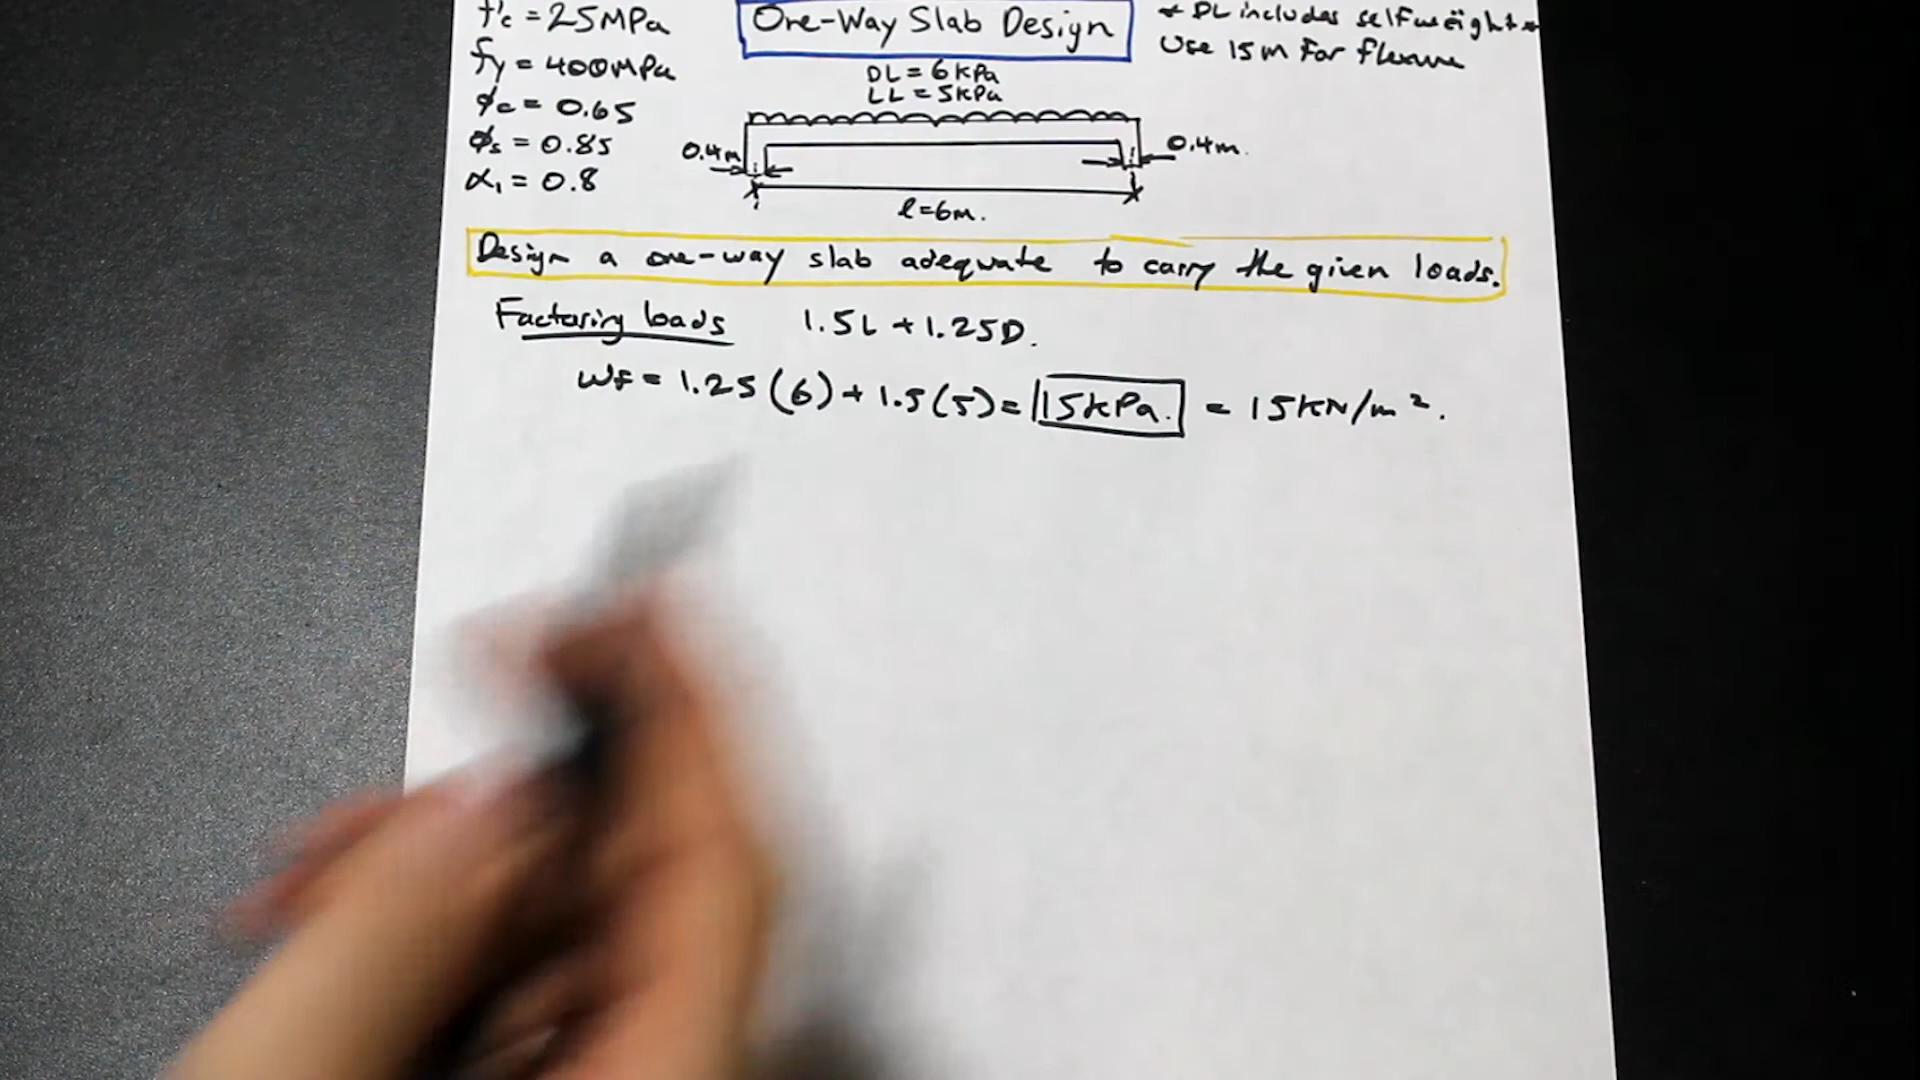 f'c = 25MPa
fy = 400MPa
φc = 0.65
φs = 0.85
α1 = 0.8
One-Way Slab Design
* DL includes selfweight *
Use 15M for flexure
DL = 6kPa
LL = 5kPa
0.4m
0.4m.
l=6m.
Design a one-way slab adequate to carry the given loads.
Factoring loads 1.5L + 1.25D.
wf = 1.25(6) + 1.5(5) = 15kPa. = 15kN/m².